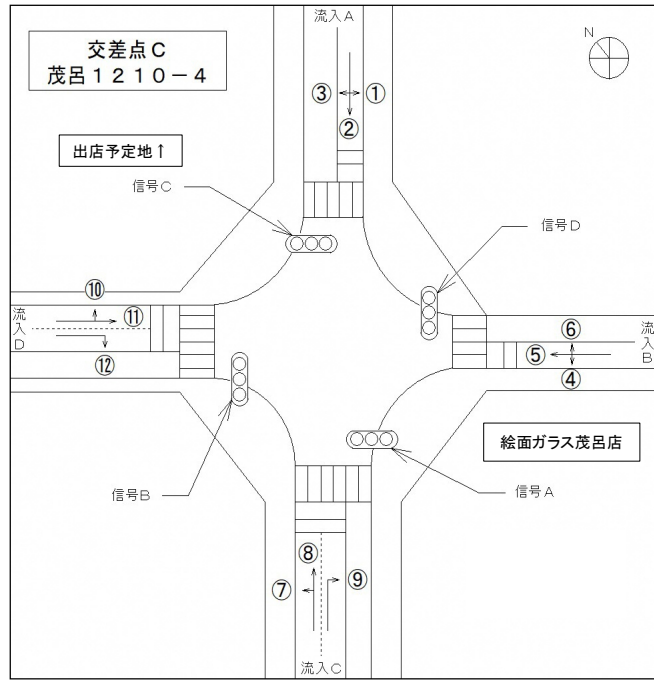 流入A
N
交差点C
茂呂1210-4
③
①
②
出店予定地↑
信号C
信号D
⑩
⑪
流入D
⑫
⑥
流入B
⑤
④
絵面ガラス茂呂店
信号B
信号A
⑧
⑦
⑨
流入C